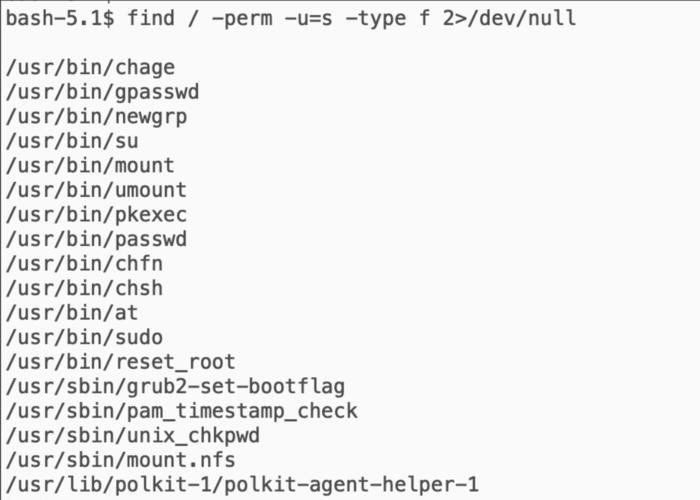 bash-5.1$ find / -perm -u=s -type f 2>/dev/null
/usr/bin/chage
/usr/bin/gpasswd
/usr/bin/newgrp
/usr/bin/su
/usr/bin/mount
/usr/bin/umount
/usr/bin/pkexec
/usr/bin/passwd
/usr/bin/chfn
/usr/bin/chsh
/usr/bin/at
/usr/bin/sudo
/usr/bin/reset_root
/usr/sbin/grub2-set-bootflag
/usr/sbin/pam_timestamp_check
/usr/sbin/unix_chkpwd
/usr/sbin/mount.nfs
/usr/lib/polkit-1/polkit-agent-helper-1